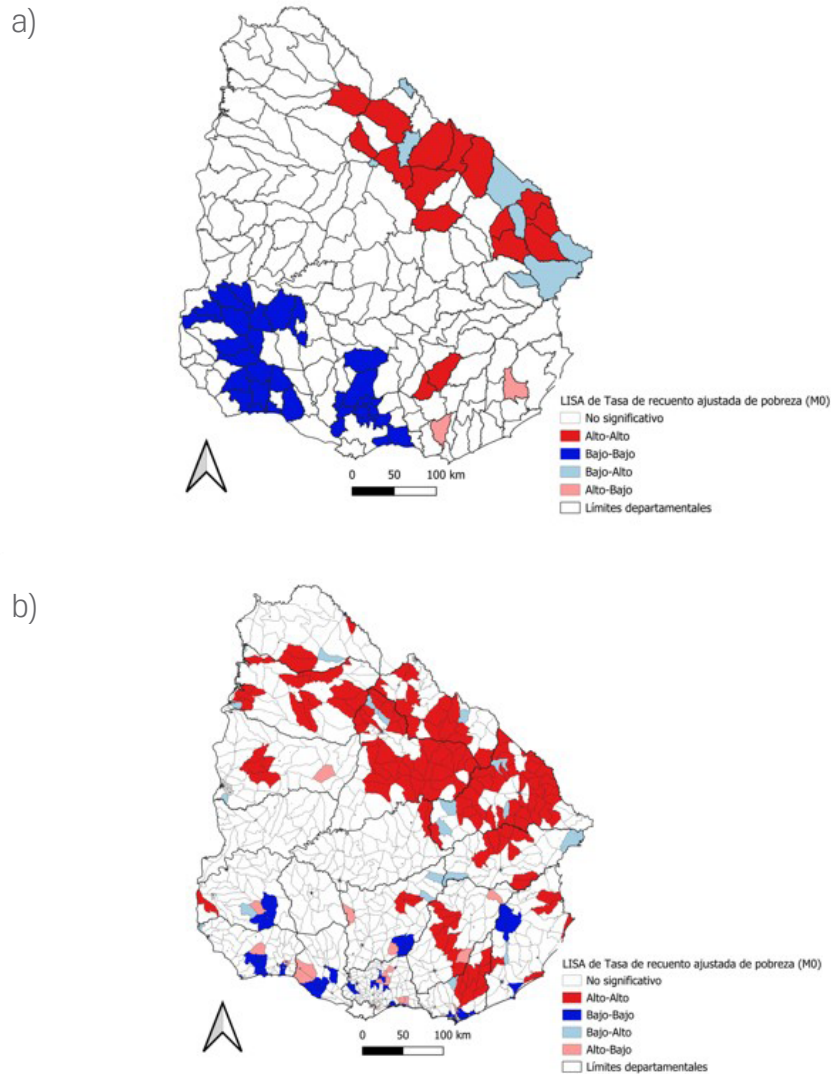 a)
LISA de Tasa de recuento ajustada de pobreza (M0)
No significativo
Alto-Alto
Bajo-Bajo
Bajo-Alto
Alto-Bajo
Límites departamentales
0 50 100 km
b)
LISA de Tasa de recuento ajustada de pobreza (M0)
No significativo
Alto-Alto
Bajo-Bajo
Bajo-Alto
Alto-Bajo
Límites departamentales
0 50 100 km